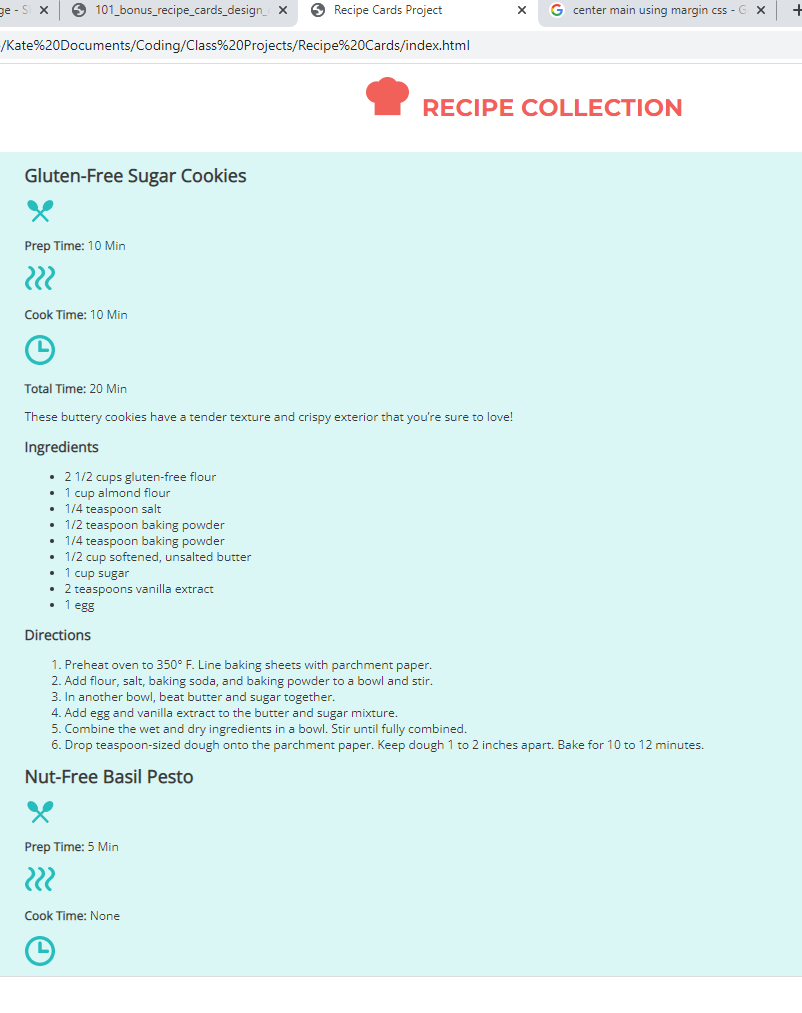 ge - S
101_bonus_recipe_cards_design_
Recipe Cards Project
center main using margin css - G
/Kate%20Documents/Coding/Class%20Projects/Recipe%20Cards/index.html
RECIPE COLLECTION
Gluten-Free Sugar Cookies
Prep Time: 10 Min
Cook Time: 10 Min
Total Time: 20 Min
These buttery cookies have a tender texture and crispy exterior that you’re sure to love!
Ingredients
• 2 1/2 cups gluten-free flour
• 1 cup almond flour
• 1/4 teaspoon salt
• 1/2 teaspoon baking powder
• 1/4 teaspoon baking powder
• 1/2 cup softened, unsalted butter
• 1 cup sugar
• 2 teaspoons vanilla extract
• 1 egg
Directions
1. Preheat oven to 350° F. Line baking sheets with parchment paper.
2. Add flour, salt, baking soda, and baking powder to a bowl and stir.
3. In another bowl, beat butter and sugar together.
4. Add egg and vanilla extract to the butter and sugar mixture.
5. Combine the wet and dry ingredients in a bowl. Stir until fully combined.
6. Drop teaspoon-sized dough onto the parchment paper. Keep dough 1 to 2 inches apart. Bake for 10 to 12 minutes.
Nut-Free Basil Pesto
Prep Time: 5 Min
Cook Time: None